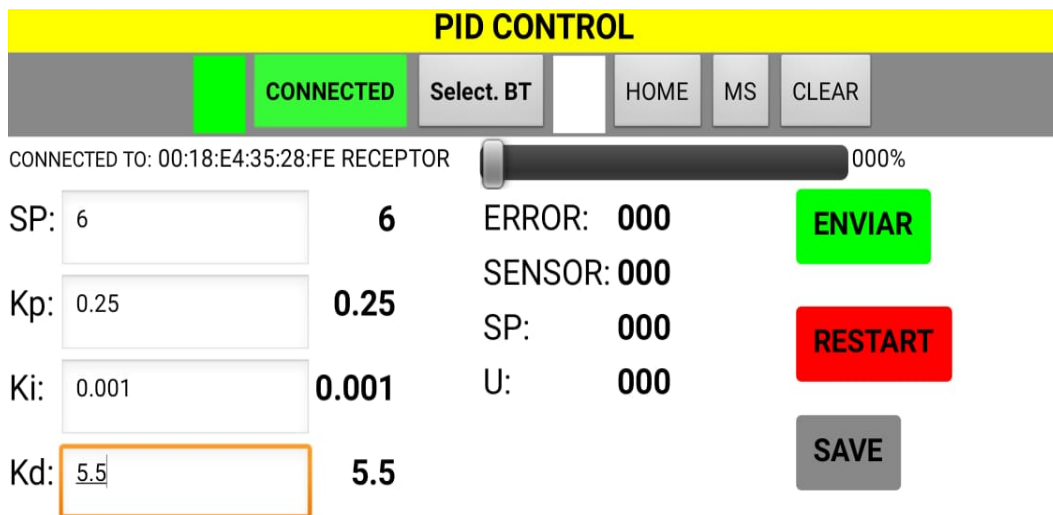 PID CONTROL
CONNECTED Select. BT HOME MS CLEAR
CONNECTED TO: 00:18:E4:35:28:FE RECEPTOR 000%
SP: 6 6 ERROR: 000 ENVIAR
SENSOR: 000
Kp: 0.25 0.25 SP: 000 RESTART
Ki: 0.001 0.001 U: 000
Kd: 5.5 5.5 SAVE